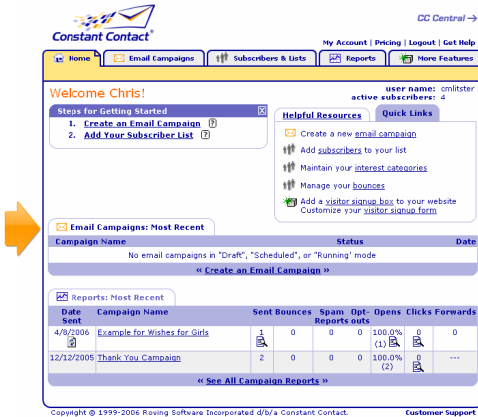 CC Central →
Constant Contact®
My Account | Pricing | Logout | Get Help
Home
Email Campaigns
Subscribers & Lists
Reports
More Features
Welcome Chris!
user name: cmlitster
active subscribers: 4
Steps for Getting Started
1. Create an Email Campaign ?
2. Add Your Subscriber List ?
Helpful Resources
Quick Links
Create a new email campaign
Add subscribers to your list
Maintain your interest categories
Manage your bounces
Add a visitor signup box to your website
Customize your visitor signup form
Email Campaigns: Most Recent
Campaign Name Status Date
No email campaigns in "Draft", "Scheduled", or "Running' mode
« Create an Email Campaign »
Reports: Most Recent
Date Sent Campaign Name Sent Bounces Spam Reports Opt-outs Opens Clicks Forwards
4/8/2006 Example for Wishes for Girls 1 0 0 0 100.0% (1) 0 0
12/12/2005 Thank You Campaign 2 0 0 0 100.0% (2) 0 ---
« See All Campaign Reports »
Copyright © 1999-2006 Roving Software Incorporated d/b/a Constant Contact.
Customer Support